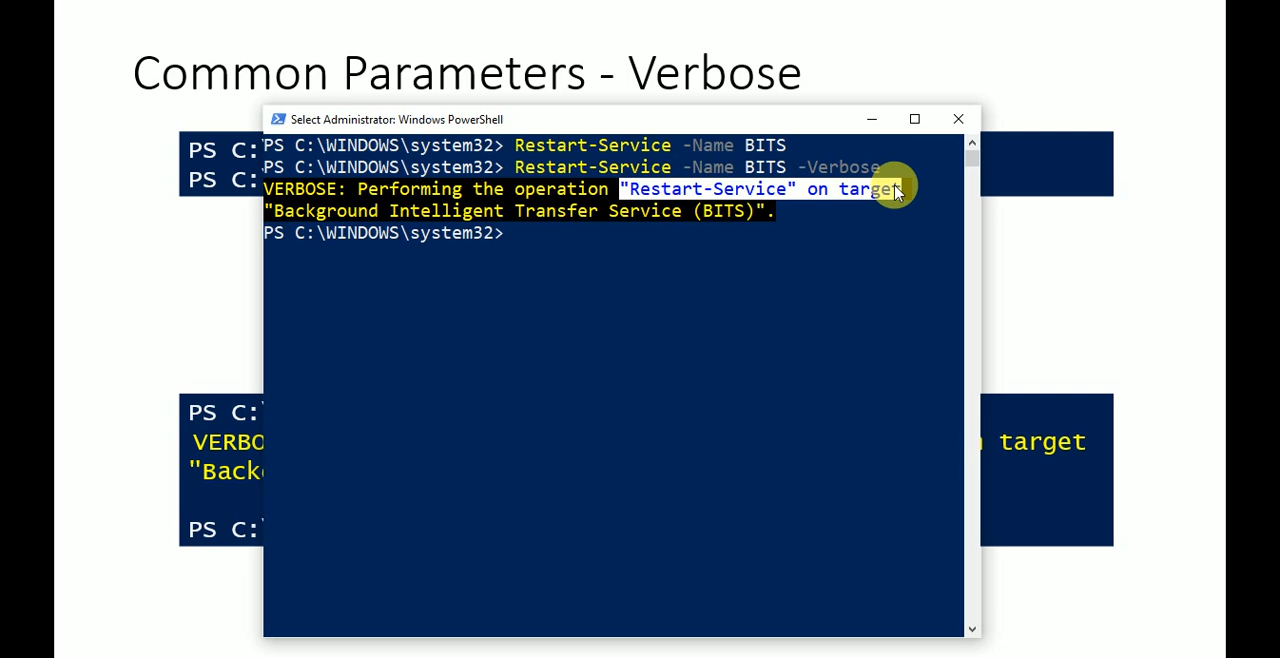 Common Parameters - Verbose
Select Administrator: Windows PowerShell
PS C:\WINDOWS\system32> Restart-Service -Name BITS
PS C:\WINDOWS\system32> Restart-Service -Name BITS -Verbose
VERBOSE: Performing the operation "Restart-Service" on target
"Background Intelligent Transfer Service (BITS)".
PS C:\WINDOWS\system32>
PS C:
PS C:
PS C:\
VERBO target
"Back
PS C:\